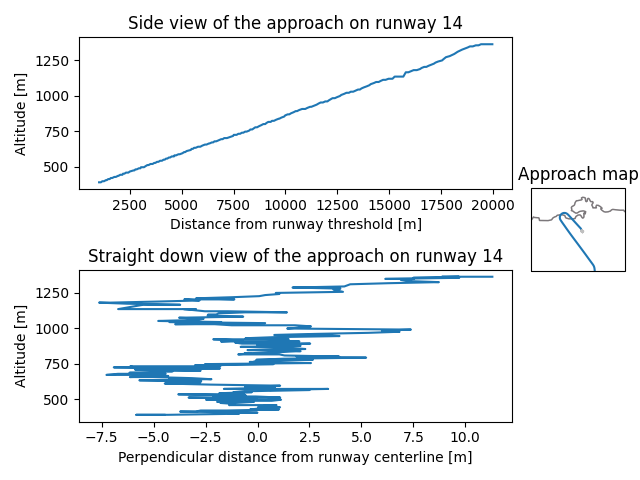 Side view of the approach on runway 14
Altitude [m]
1250
1000
750
500
2500 5000 7500 10000 12500 15000 17500 20000
Distance from runway threshold [m]
Approach map
Straight down view of the approach on runway 14
Altitude [m]
1250
1000
750
500
−7.5 −5.0 −2.5 0.0 2.5 5.0 7.5 10.0
Perpendicular distance from runway centerline [m]